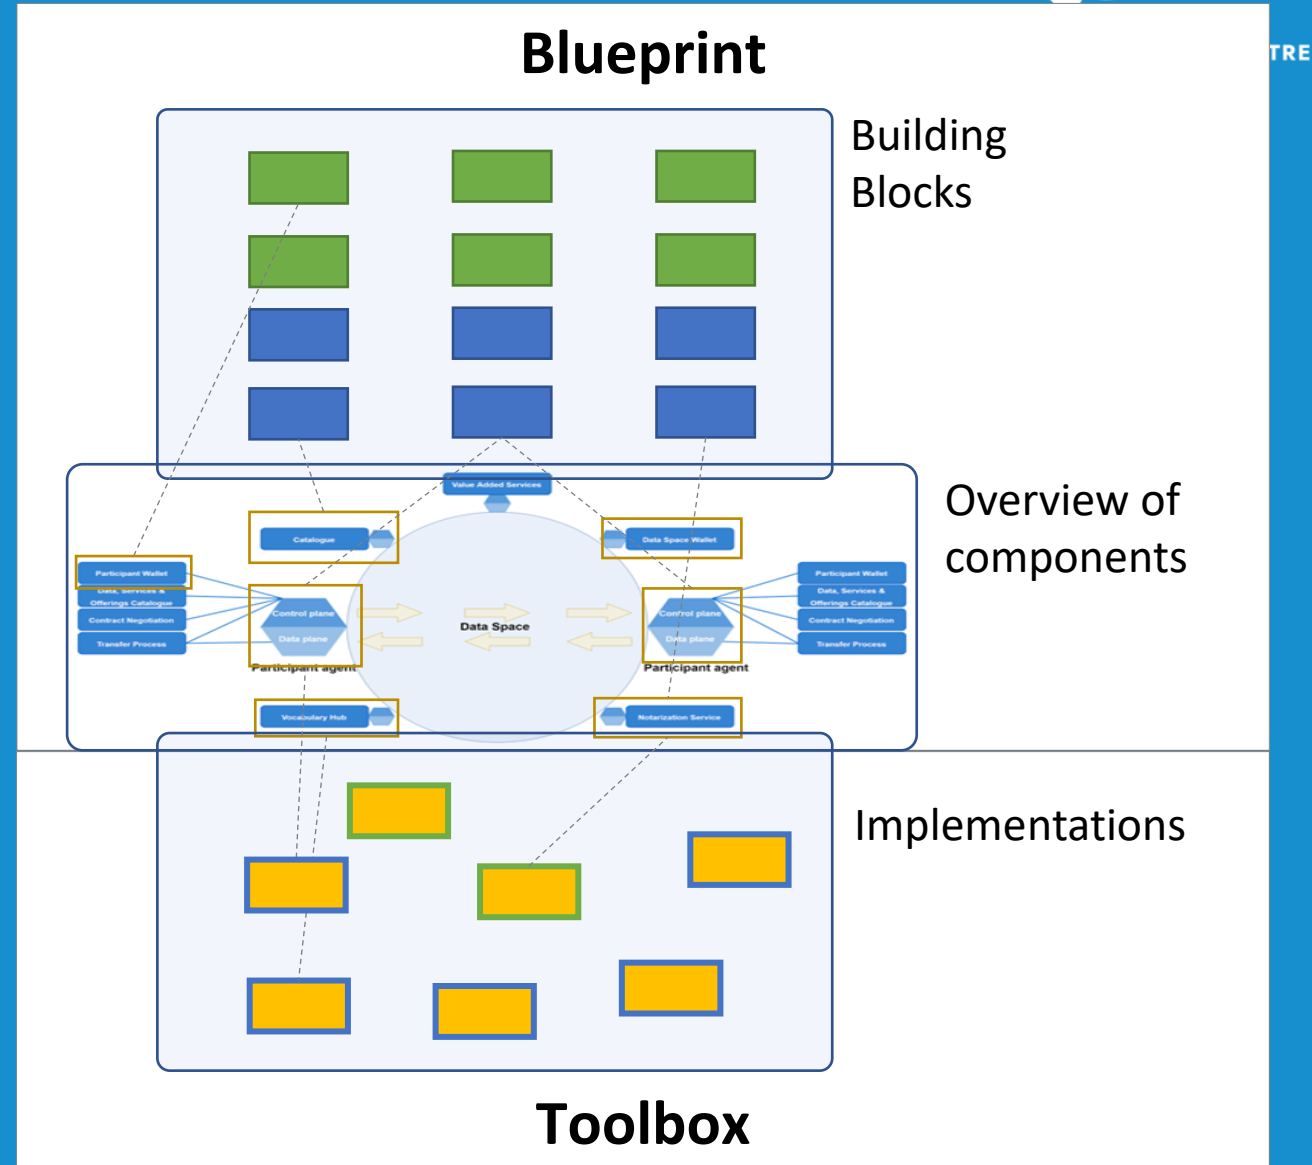 Blueprint
TRE
Building
Blocks
Value Added Services
Overview of
components
Catalogue
Data Space Wallet
Participant Wallet
Data, Services &
Offerings Catalogue
Contract Negotiation
Transfer Process
Control plane
Data plane
Participant agent
Data Space
Control plane
Data plane
Participant agent
Participant Wallet
Data, Services &
Offerings Catalogue
Contract Negotiation
Transfer Process
Vocabulary Hub
Notarization Service
Implementations
Toolbox